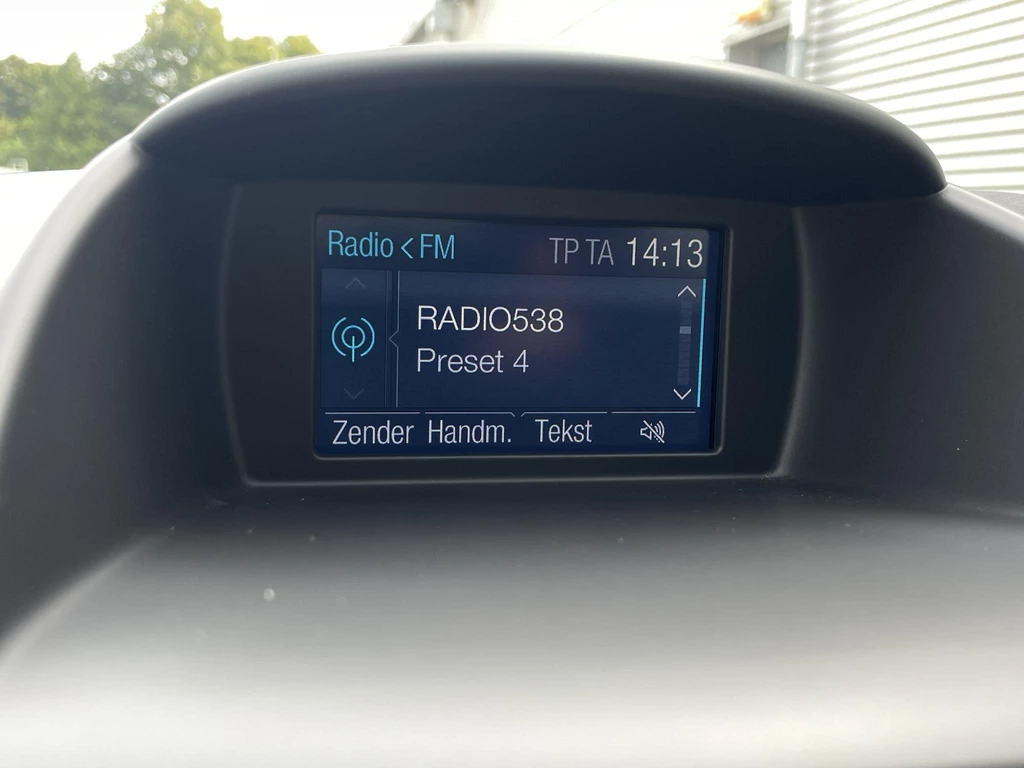 Radio < FM TP TA 14:13
RADIO538
Preset 4
Zender Handm. Tekst